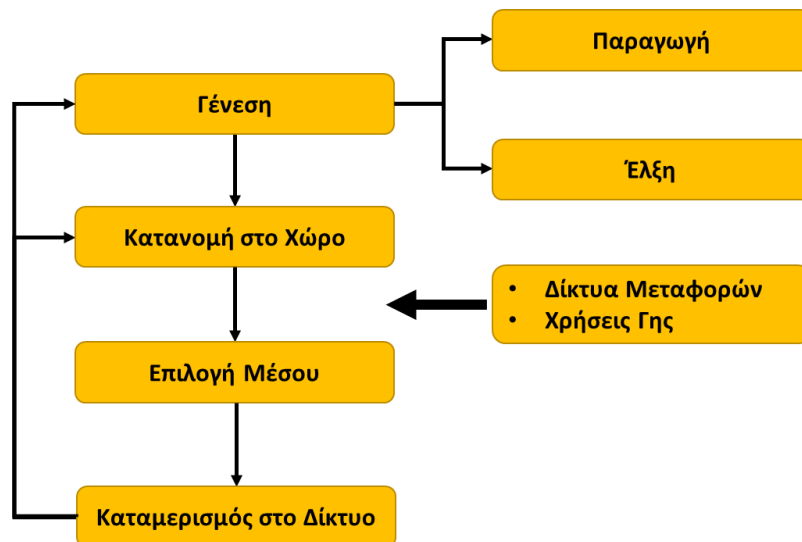 Παραγωγή
Γένεση
Έλξη
Κατανομή στο Χώρο
• Δίκτυα Μεταφορών
• Χρήσεις Γης
Επιλογή Μέσου
Καταμερισμός στο Δίκτυο